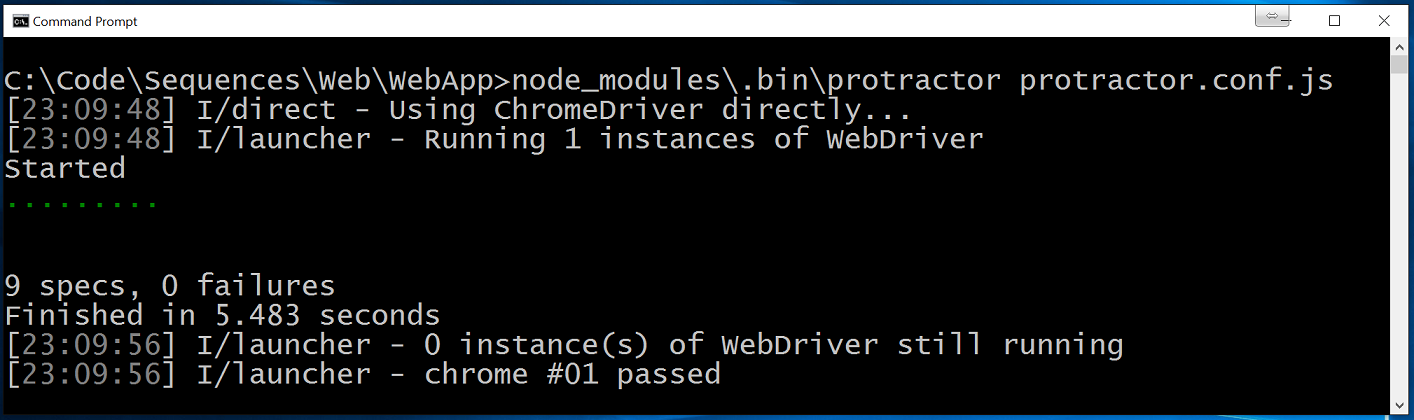 Command Prompt
C:\Code\Sequences\Web\WebApp>node_modules\.bin\protractor protractor.conf.js
[23:09:48] I/direct - Using ChromeDriver directly...
[23:09:48] I/launcher - Running 1 instances of WebDriver
Started
.........
9 specs, 0 failures
Finished in 5.483 seconds
[23:09:56] I/launcher - 0 instance(s) of WebDriver still running
[23:09:56] I/launcher - chrome #01 passed